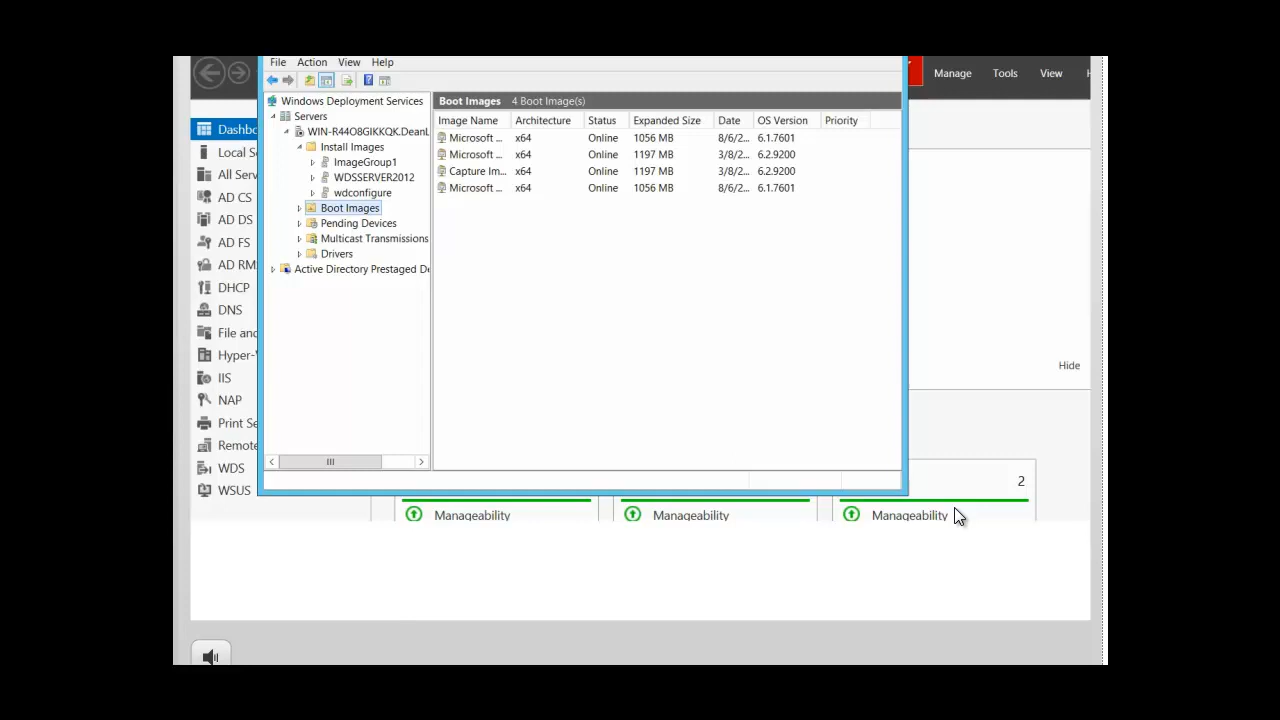 File Action View Help
Manage Tools View
Windows Deployment Services
Servers
WIN-R44O8GIKKQK.DeanL
Install Images
ImageGroup1
WDSSERVER2012
wdconfigure
Boot Images
Pending Devices
Multicast Transmissions
Drivers
Active Directory Prestaged De
Boot Images 4 Boot Image(s)
Image Name Architecture Status Expanded Size Date OS Version Priority
Microsoft ... x64 Online 1056 MB 8/6/2... 6.1.7601
Microsoft ... x64 Online 1197 MB 3/8/2... 6.2.9200
Capture Im... x64 Online 1197 MB 3/8/2... 6.2.9200
Microsoft ... x64 Online 1056 MB 8/6/2... 6.1.7601
Dashbo
Local S
All Serv
AD CS
AD DS
AD FS
AD RM
DHCP
DNS
File and
Hyper-
IIS
NAP
Print Se
Remote
WDS
WSUS
Hide
2
Manageability Manageability Manageability